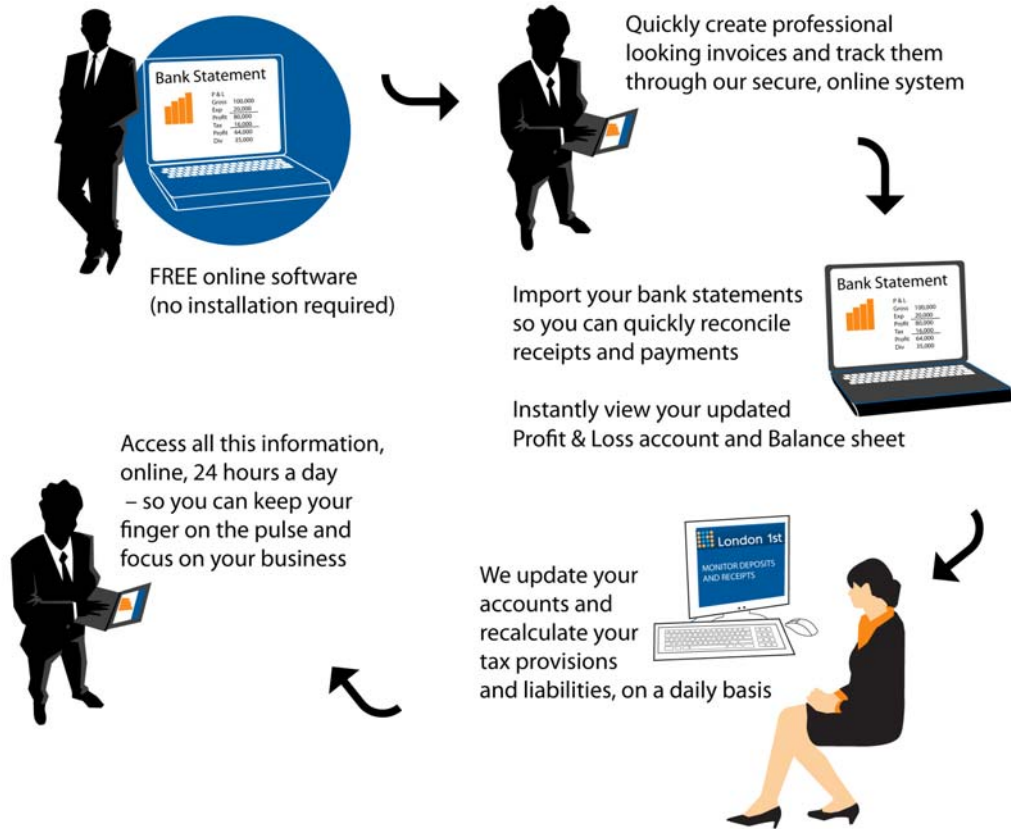 Bank Statement
P & L
Gross 100,000
Exp 20,000
Profit 80,000
Tax 16,000
Profit 64,000
Div 35,000
FREE online software
(no installation required)
Quickly create professional
looking invoices and track them
through our secure, online system
Import your bank statements
so you can quickly reconcile
receipts and payments
Instantly view your updated
Profit & Loss account and Balance sheet
Bank Statement
P & L
Gross 100,000
Exp 20,000
Profit 80,000
Tax 16,000
Profit 64,000
Div 35,000
London 1st
MONITOR DEPOSITS
AND RECEIPTS
We update your
accounts and
recalculate your
tax provisions
and liabilities, on a daily basis
Access all this information,
online, 24 hours a day
– so you can keep your
finger on the pulse and
focus on your business